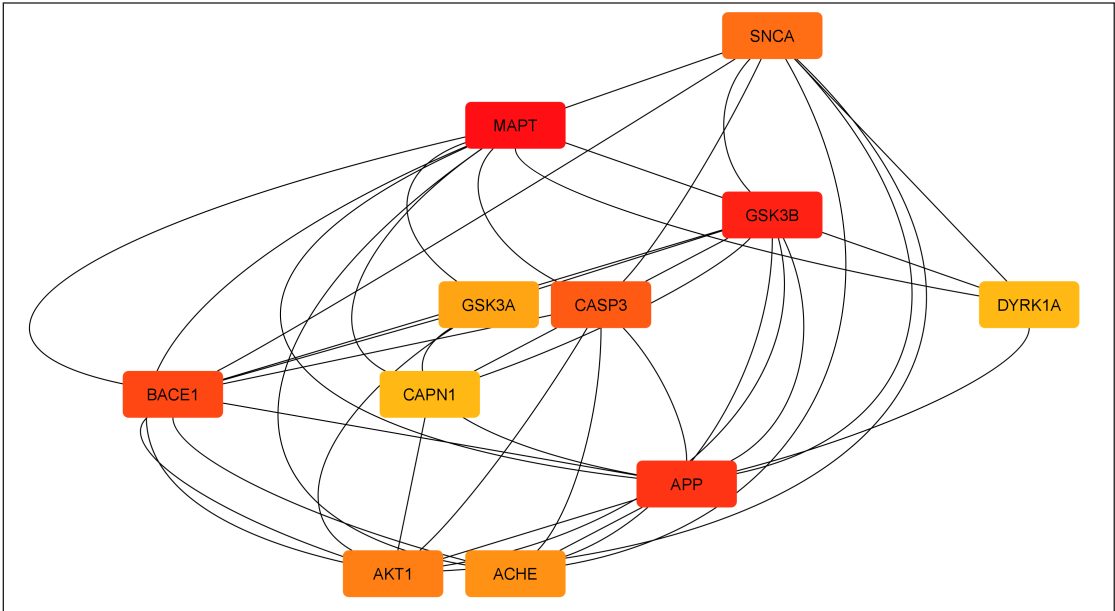 SNCA
MAPT
GSK3B
GSK3A
CASP3
DYRK1A
BACE1
CAPN1
APP
AKT1
ACHE